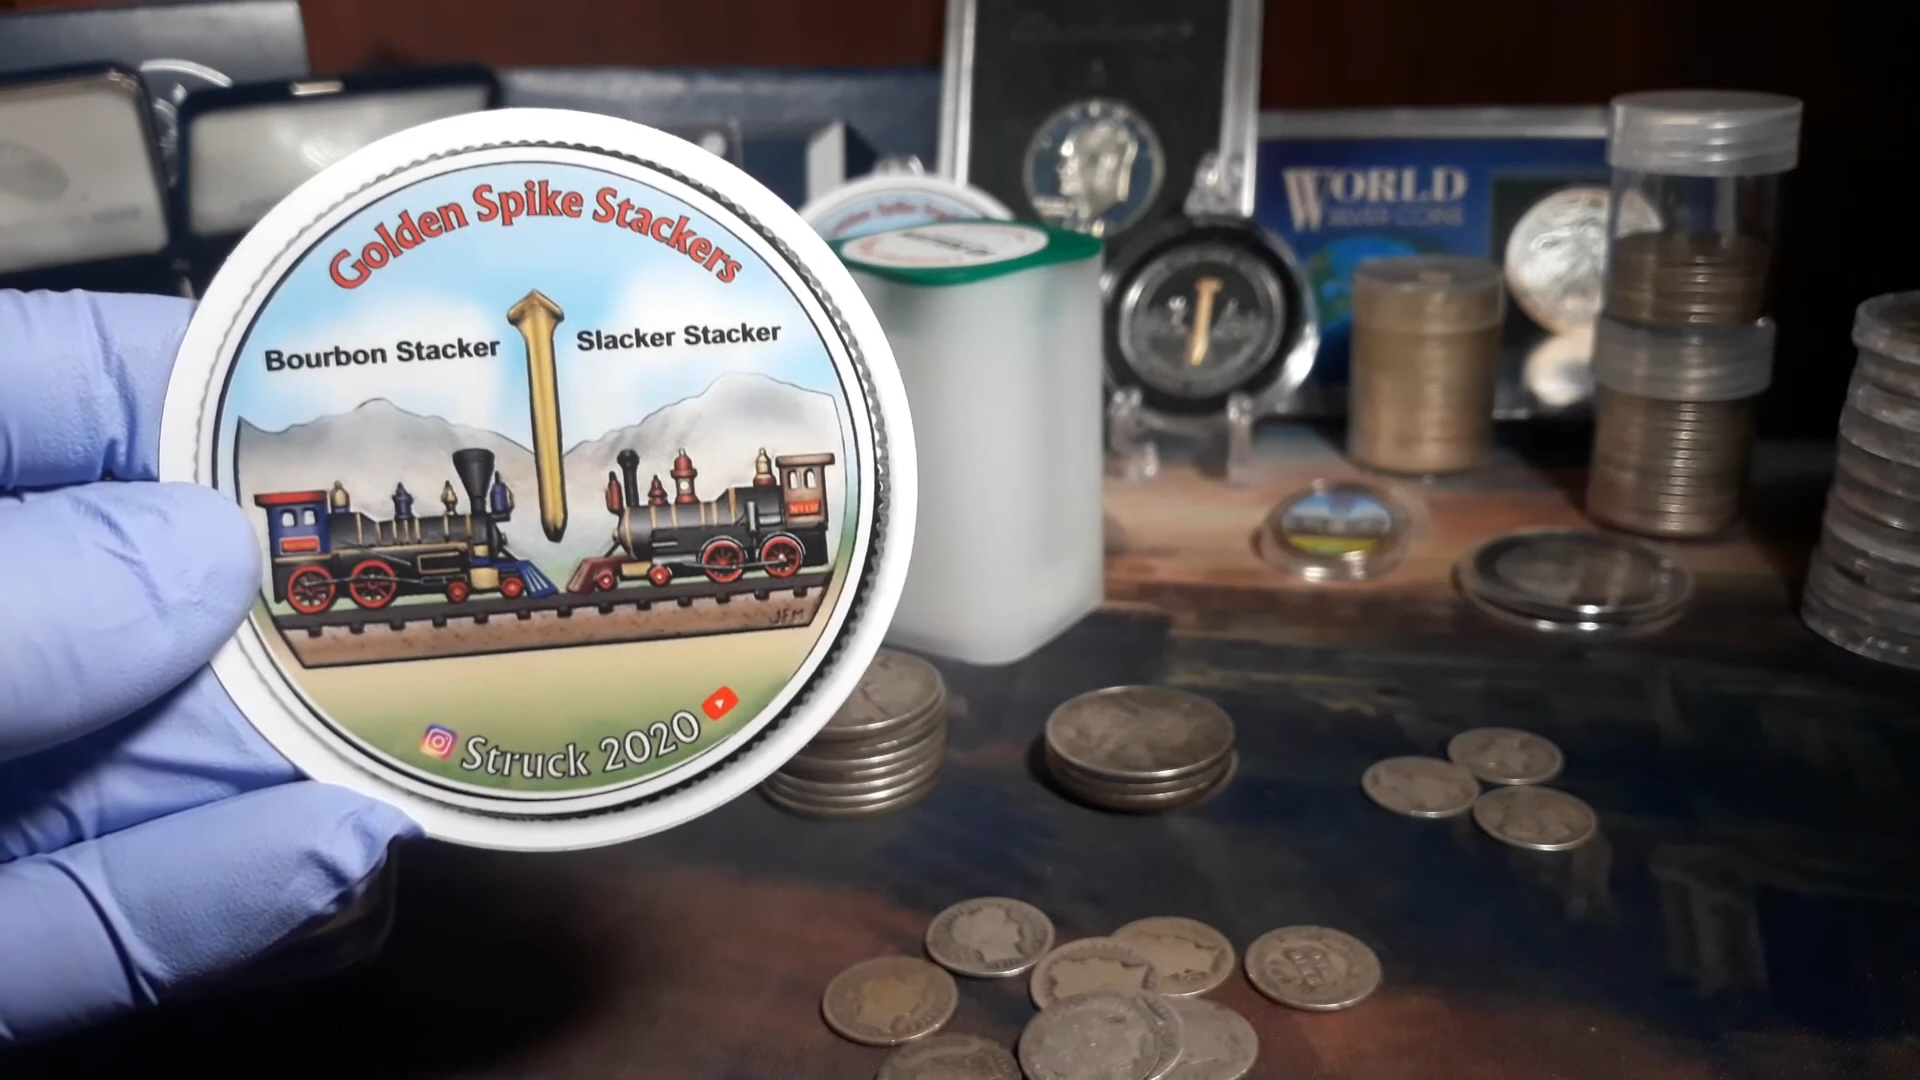 Golden Spike Stackers
Bourbon Stacker
Slacker Stacker
JFM
Struck 2020
WORLD
SILVER COINS